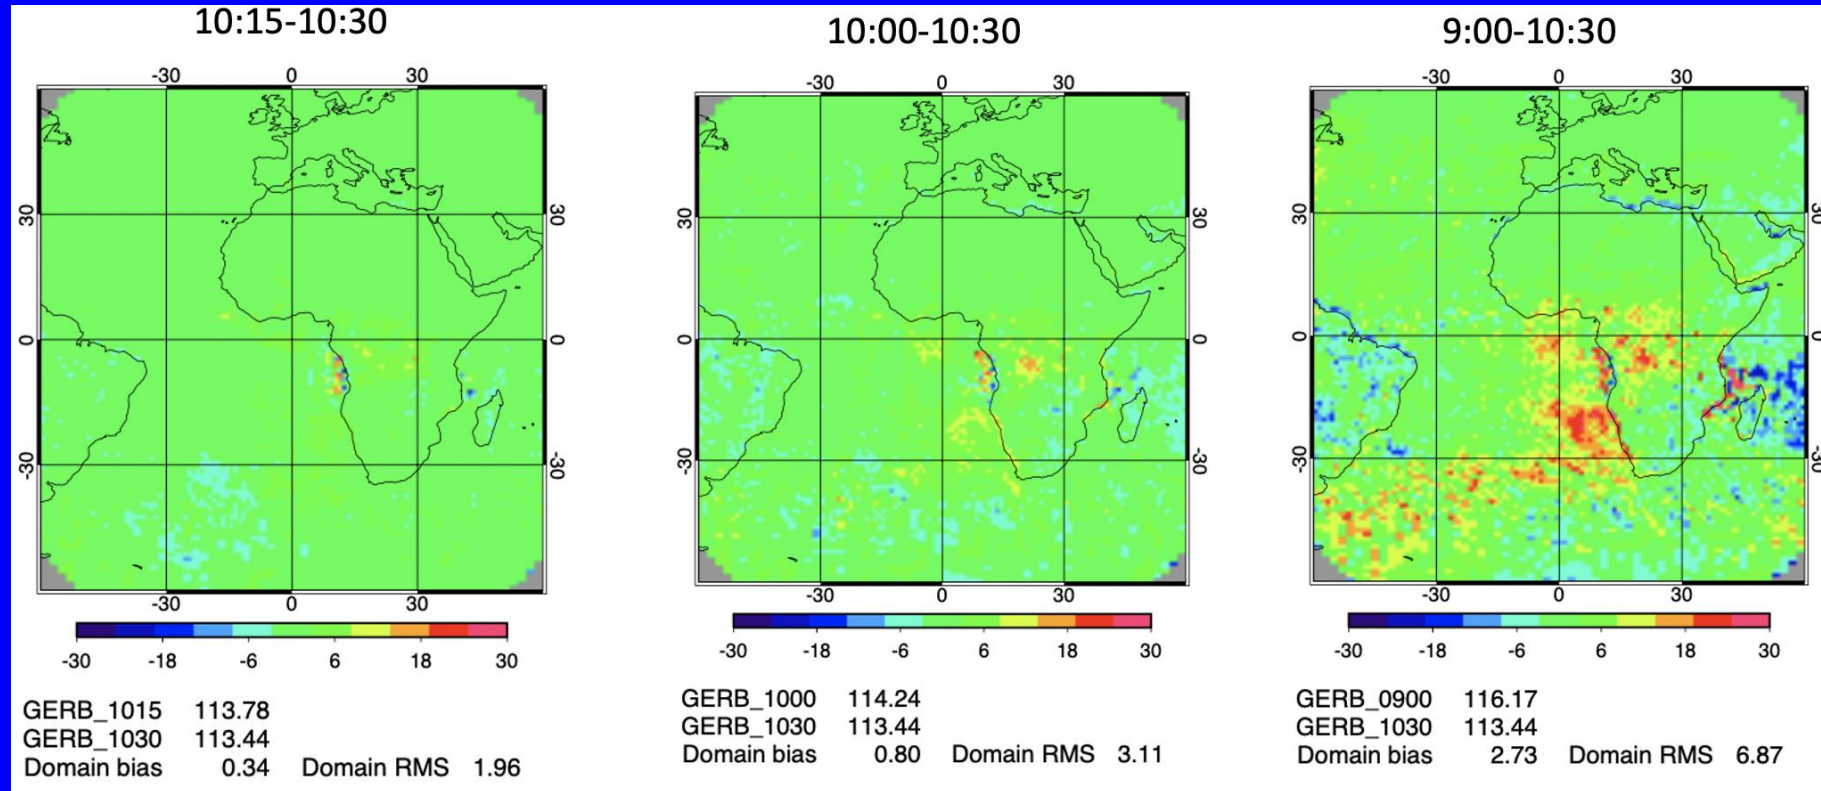 10:15-10:30
-30 0 30
30 30
0 0
-30 -30
-30 0 30
-30 -18 -6 6 18 30
GERB_1015 113.78
GERB_1030 113.44
Domain bias 0.34 Domain RMS 1.96
10:00-10:30
-30 0 30
30 30
0 0
-30 -30
-30 0 30
-30 -18 -6 6 18 30
GERB_1000 114.24
GERB_1030 113.44
Domain bias 0.80 Domain RMS 3.11
9:00-10:30
-30 0 30
30 30
0 0
-30 -30
-30 0 30
-30 -18 -6 6 18 30
GERB_0900 116.17
GERB_1030 113.44
Domain bias 2.73 Domain RMS 6.87